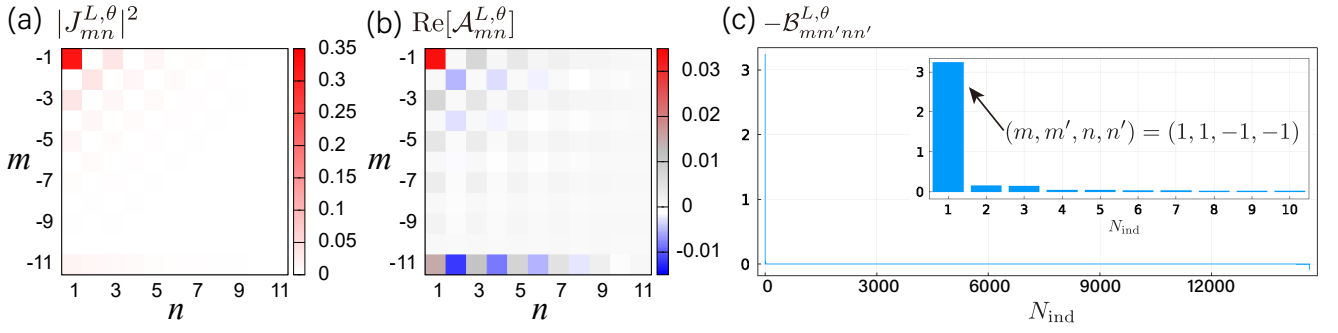 (a) |J_{mn}^{L,θ}|^2
-1
-3
-5
-7
-9
-11
m
1 3 5 7 9 11
n
0.35
0.3
0.25
0.2
0.15
0.1
0.05
0
(b) Re[𝒜_{mn}^{L,θ}]
-1
-3
-5
-7
-9
-11
m
1 3 5 7 9 11
n
0.03
0.02
0.01
0
-0.01
(c) −ℬ_{mm'nn'}^{L,θ}
3
2
1
0
0 3000 6000 9000 12000
N_{ind}
3
2
1
0
(m, m', n, n') = (1, 1, −1, −1)
1 2 3 4 5 6 7 8 9 10
N_{ind}